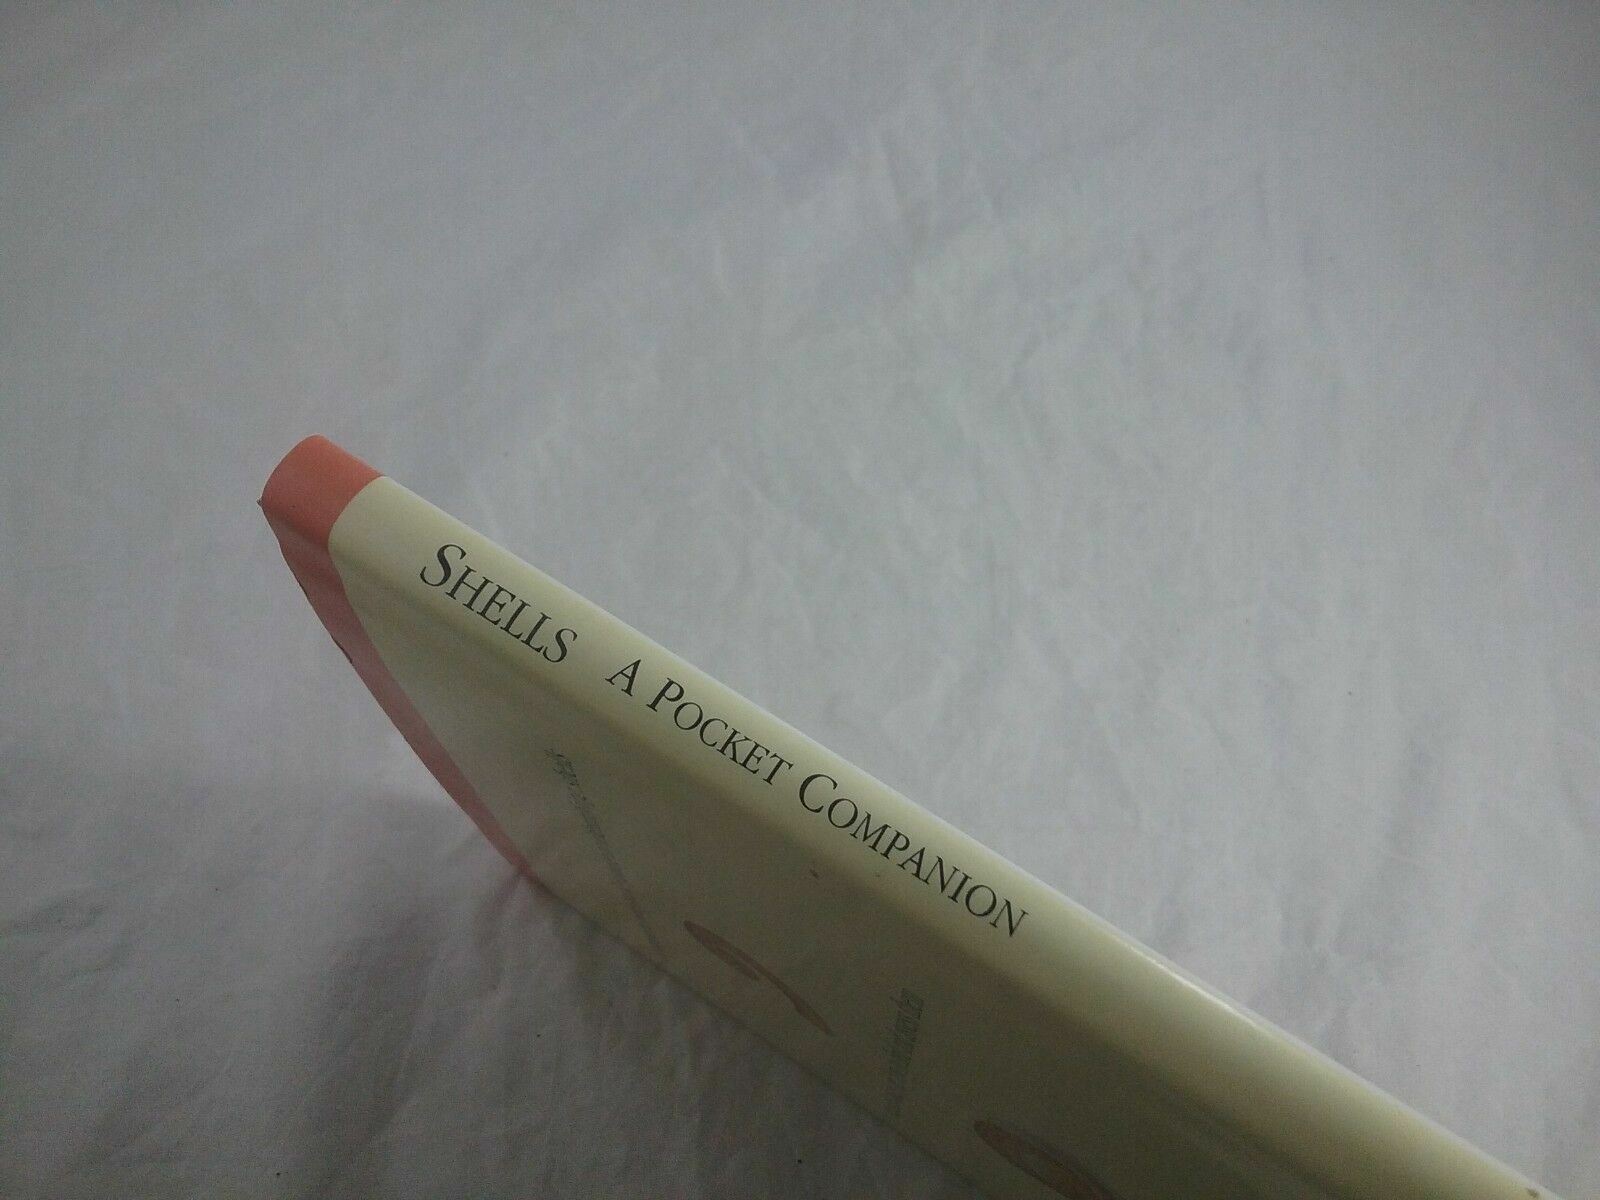 SHELLS A POCKET COMPANION